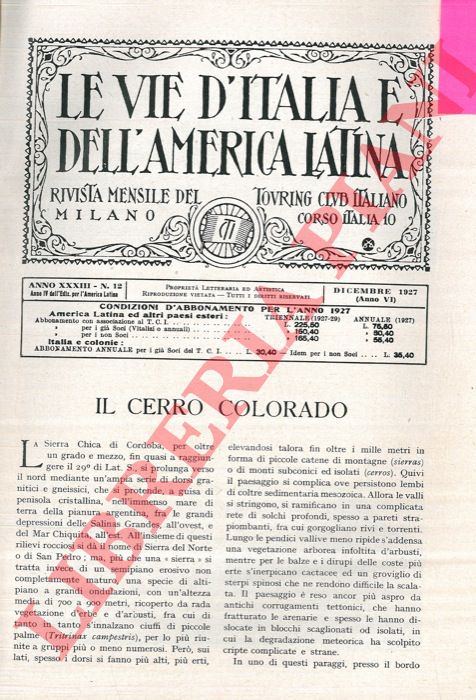 LE VIE D'ITALIA E
DELL'AMERICA LATINA
RIVISTA MENSILE DEL TOVRING CLVB ITALIANO
MILANO CORSO ITALIA 10
ANNO XXXIII - N. 12
Anno IV dell'Ediz. per l'America Latina
PROPRIETÀ LETTERARIA ED ARTISTICA
RIPRODUZIONE VIETATA — TUTTI I DIRITTI RISERVATI
DICEMBRE 1927
(Anno VI)
CONDIZIONI D'ABBONAMENTO PER L'ANNO 1927
America Latina ed altri paesi esteri: TRIENNALE (1927-29) ANNUALE (1927)
Abbonamento con associazione al T. C. I. L. 225,50 L. 76,50
» per i già Soci (Vitalizi o annuali) » 150,40 » 50,40
» per i non Soci » 165,40 » 55,40
Italia e colonie:
ABBONAMENTO ANNUALE per i già Soci del T. C. I. L. 30,40 — Idem per i non Soci L. 35,40
IL CERRO COLORADO
LA Sierra Chica di Cordoba, per oltre
un grado e mezzo, fin quasi a raggiun-
gere il 29° di Lat. S., si prolunga verso
il nord mediante un'ampia serie di dorsi gra-
nitici e gneissici, che si protende, a guisa di
penisola cristallina, nell'immenso mare di
terra della pianura argentina, fra le grandi
depressioni delle Salinas Grandes, all'ovest, e
del Mar Chiquita, all'est. All'insieme di questi
rilievi rocciosi si dà il nome di Sierra del Norte
o di San Pedro; ma, più che una « sierra » si
tratta invece di un semipiano erosivo non
completamente maturo, una specie di alti-
piano a grandi ondulazioni, con un'altezza
media di 700 a 900 metri, ricoperto da rada
vegetazione d'erbe e d'arbusti, fra cui di
tanto in tanto s'innalzano ciuffi di piccole
palme (Tritrinax campestris), per lo più riu-
nite a gruppi più o meno numerosi. Però, sui
lati, spesso i dorsi si fanno più alti, più erti,
elevandosi talora fin oltre i mille metri in
forma di piccole catene di montagne (sierras)
o di monti subconici ed isolati (cerros). Quivi
il paesaggio si complica ove persistono lembi
di coltre sedimentaria mesozoica. Allora le valli
si stringono, si ramificano in una complicata
rete di solchi profondi, spesso a pareti stra-
piombanti, fra cui gorgogliano rivi e torrenti.
Lungo le pendici vallive meno ripide s'addensa
una vegetazione arborea infoltita d'arbusti,
mentre per le balze e i dirupi delle coste più
erte s'inerpicano cactacee ed un groviglio di
sterpi spinosi che ne rendono difficile la scala-
ta. Il paesaggio è reso ancor più aspro da
antichi corrugamenti tettonici, che hanno
fratturato le arenarie e spesso le hanno di-
slocate in blocchi scaglionati od isolati, in
cui la degradazione meteorica ha scolpito
cripte complicate e strane.
In uno di questi paraggi, presso il bordo
LIBRERIA PIANI